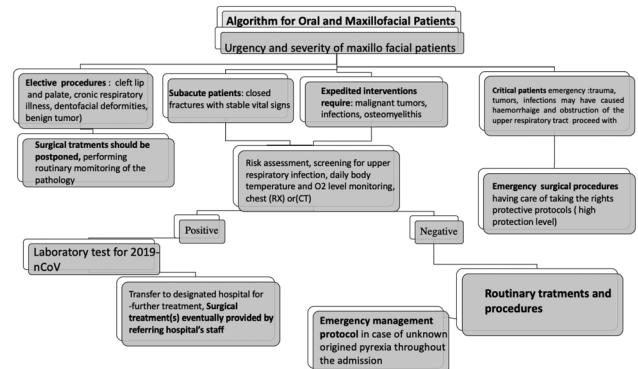 Algorithm for Oral and Maxillofacial Patients
Urgency and severity of maxillo facial patients
Elective procedures : cleft lip
and palate, cronic respiratory
illness, dentofacial deformities,
benign tumor)
Subacute patients: closed
fractures with stable vital signs
Expedited interventions
require: malignant tumors,
infections, osteomyelithis
Critical patients emergency :trauma,
tumors, infections may have caused
haemorrhaige and obstruction of the
upper respiratory tract proceed with
Surgical tratments should be
postponed, performing
routinary momitoring of the
pathology
Risk assessment, screening for upper
respiratory infection, daily body
temperature and O2 level monitoring,
chest (RX) or(CT)
Emergency surgical procedures
having care of taking the rights
protective protocols ( high
protection level)
Positive
Negative
Laboratory test for 2019-
nCoV
Transfer to designated hospital for
-further treatment, Surgical
treatment(s) eventually provided by
referring hospital's staff
Routinary tratments and
procedures
Emergency management
protocol in case of unknown
origined pyrexia throughout
the admission